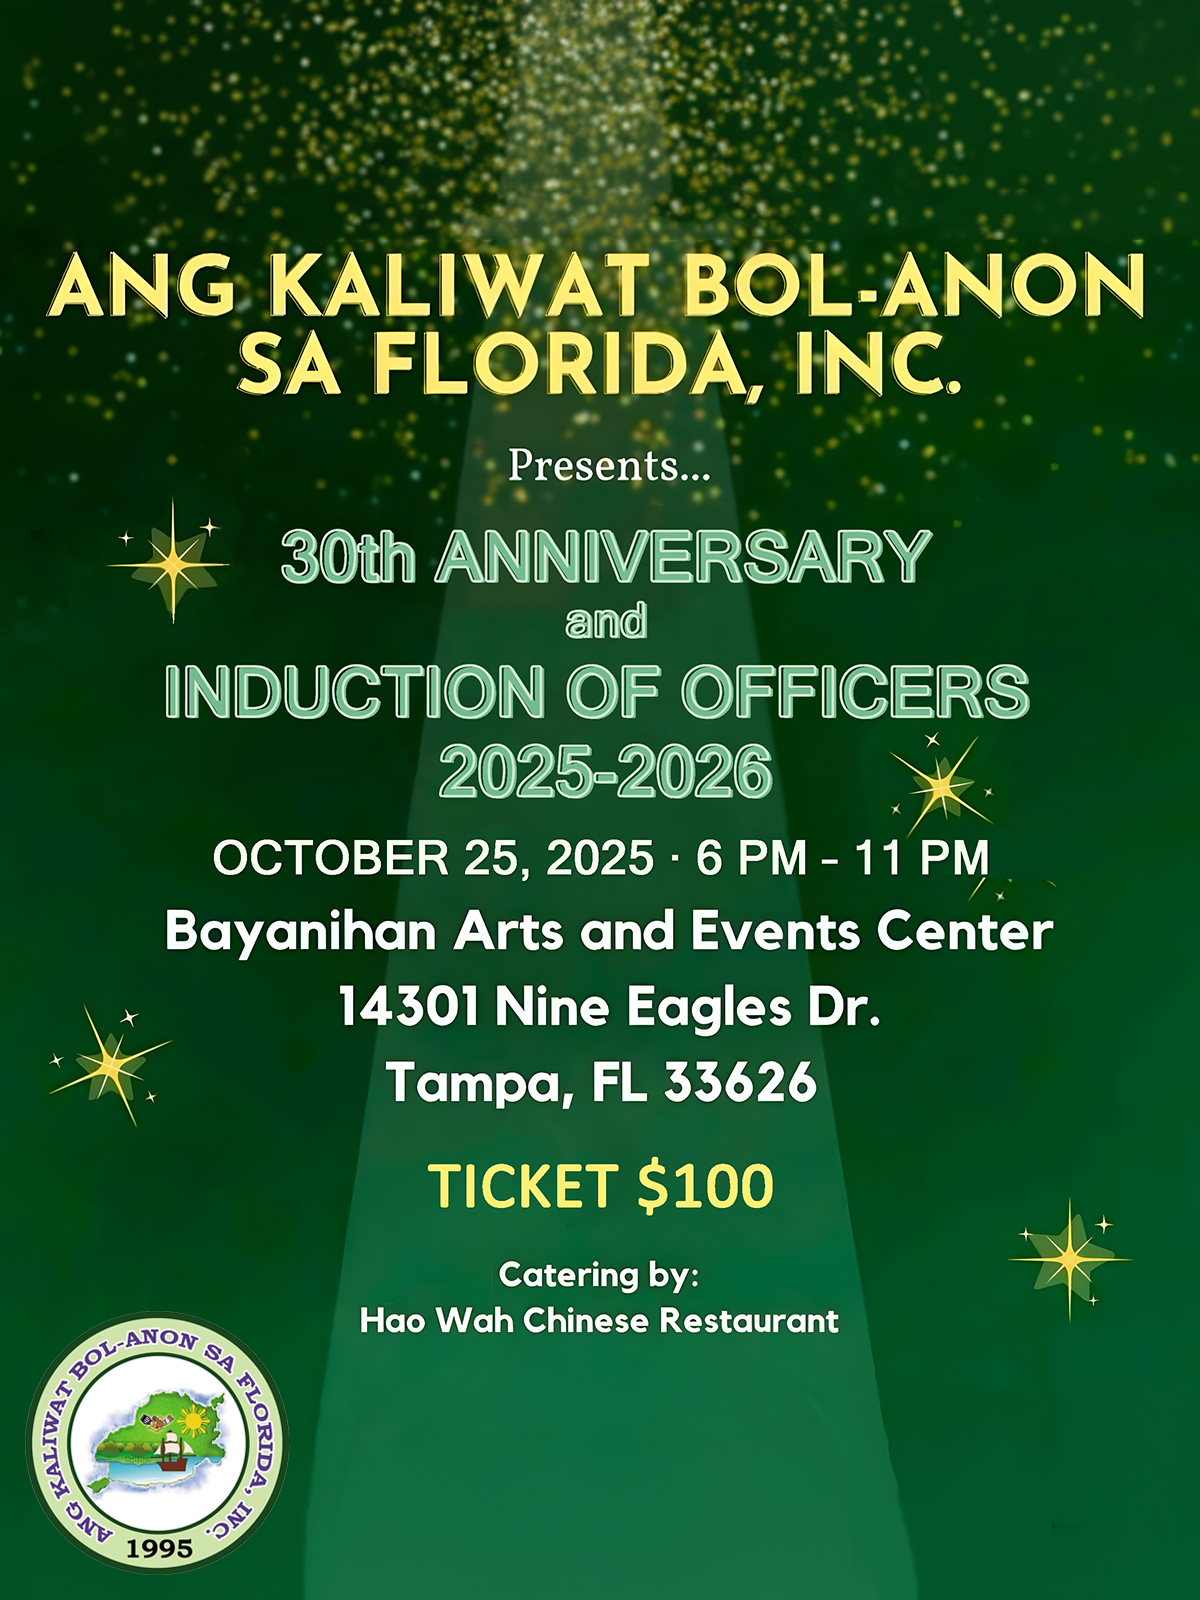 ANG KALIWAT BOL-ANON
SA FLORIDA, INC.
Presents...
30th ANNIVERSARY
and
INDUCTION OF OFFICERS
2025-2026
OCTOBER 25, 2025 · 6 PM - 11 PM
Bayanihan Arts and Events Center
14301 Nine Eagles Dr.
Tampa, FL 33626
TICKET $100
Catering by:
Hao Wah Chinese Restaurant
ANG KALIWAT BOL-ANON SA FLORIDA, INC.
1995